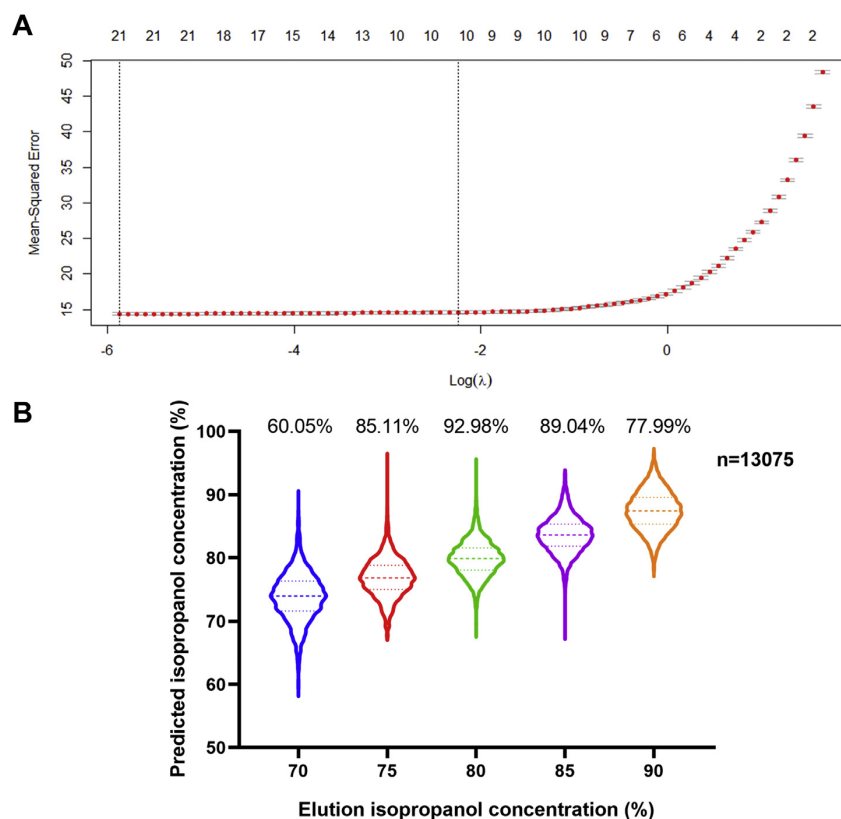 A
21 21 21 18 17 15 14 13 10 10 10 9 9 10 10 9 7 6 6 4 4 2 2 2
50
45
40
35
30
25
20
15
Mean-Squared Error
-6 -4 -2 0
Log(λ)
B
60.05% 85.11% 92.98% 89.04% 77.99%
n=13075
100
90
80
70
60
50
Predicted isopropanol concentration (%)
70 75 80 85 90
Elution isopropanol concentration (%)